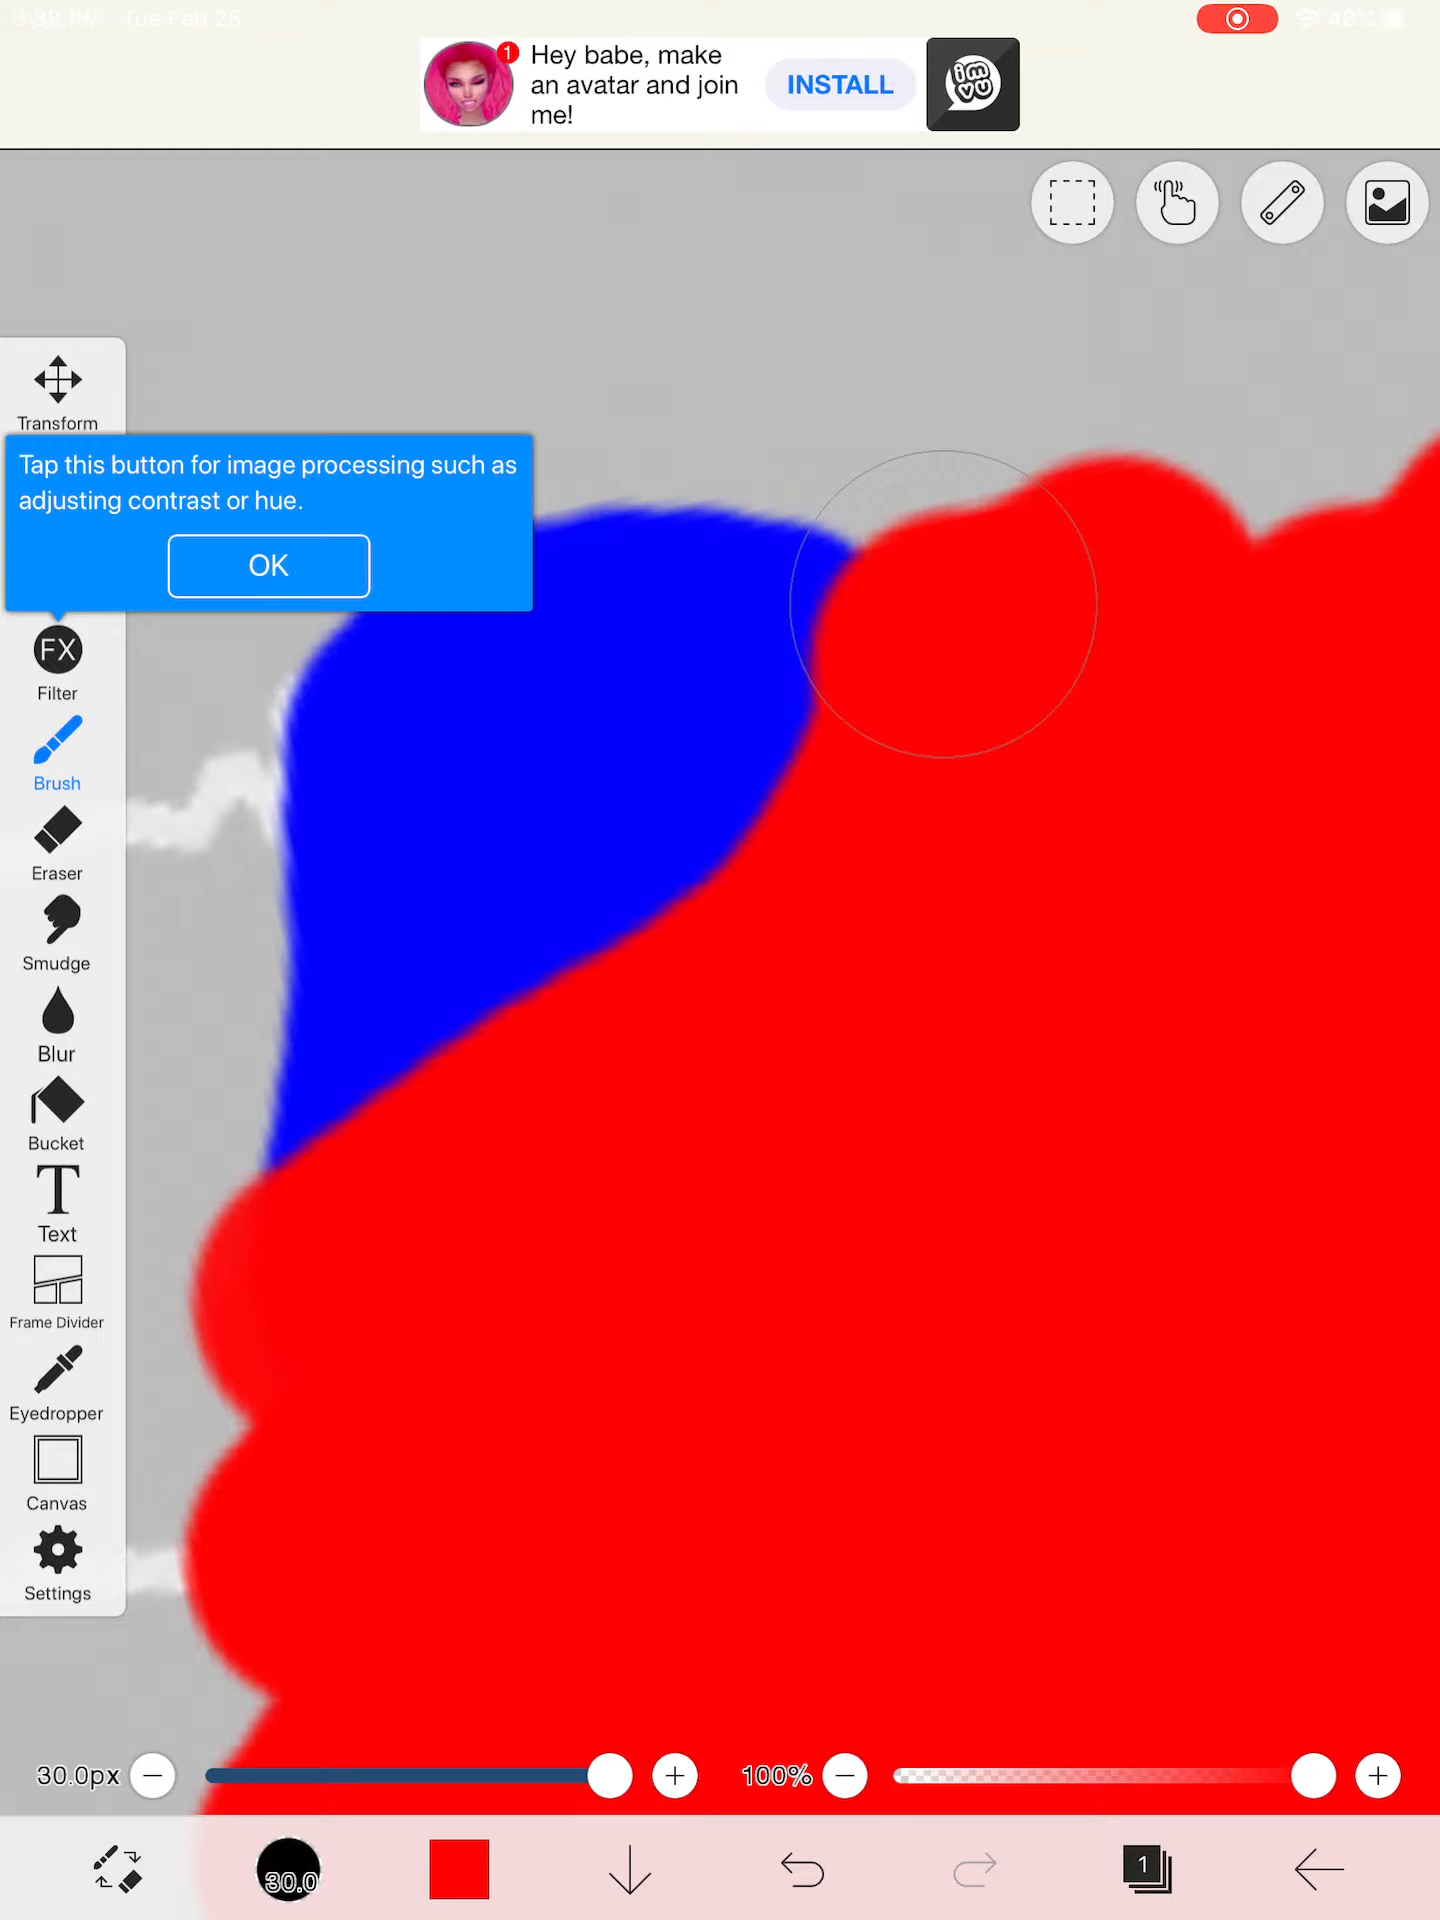 Hey babe, make
an avatar and join
me!
1
INSTALL
imvu
Transform
Tap this button for image processing such as
adjusting contrast or hue.
OK
FX
Filter
Brush
Eraser
Smudge
Blur
Bucket
T
Text
Frame Divider
Eyedropper
Canvas
Settings
30.0px
100%
30.0
1